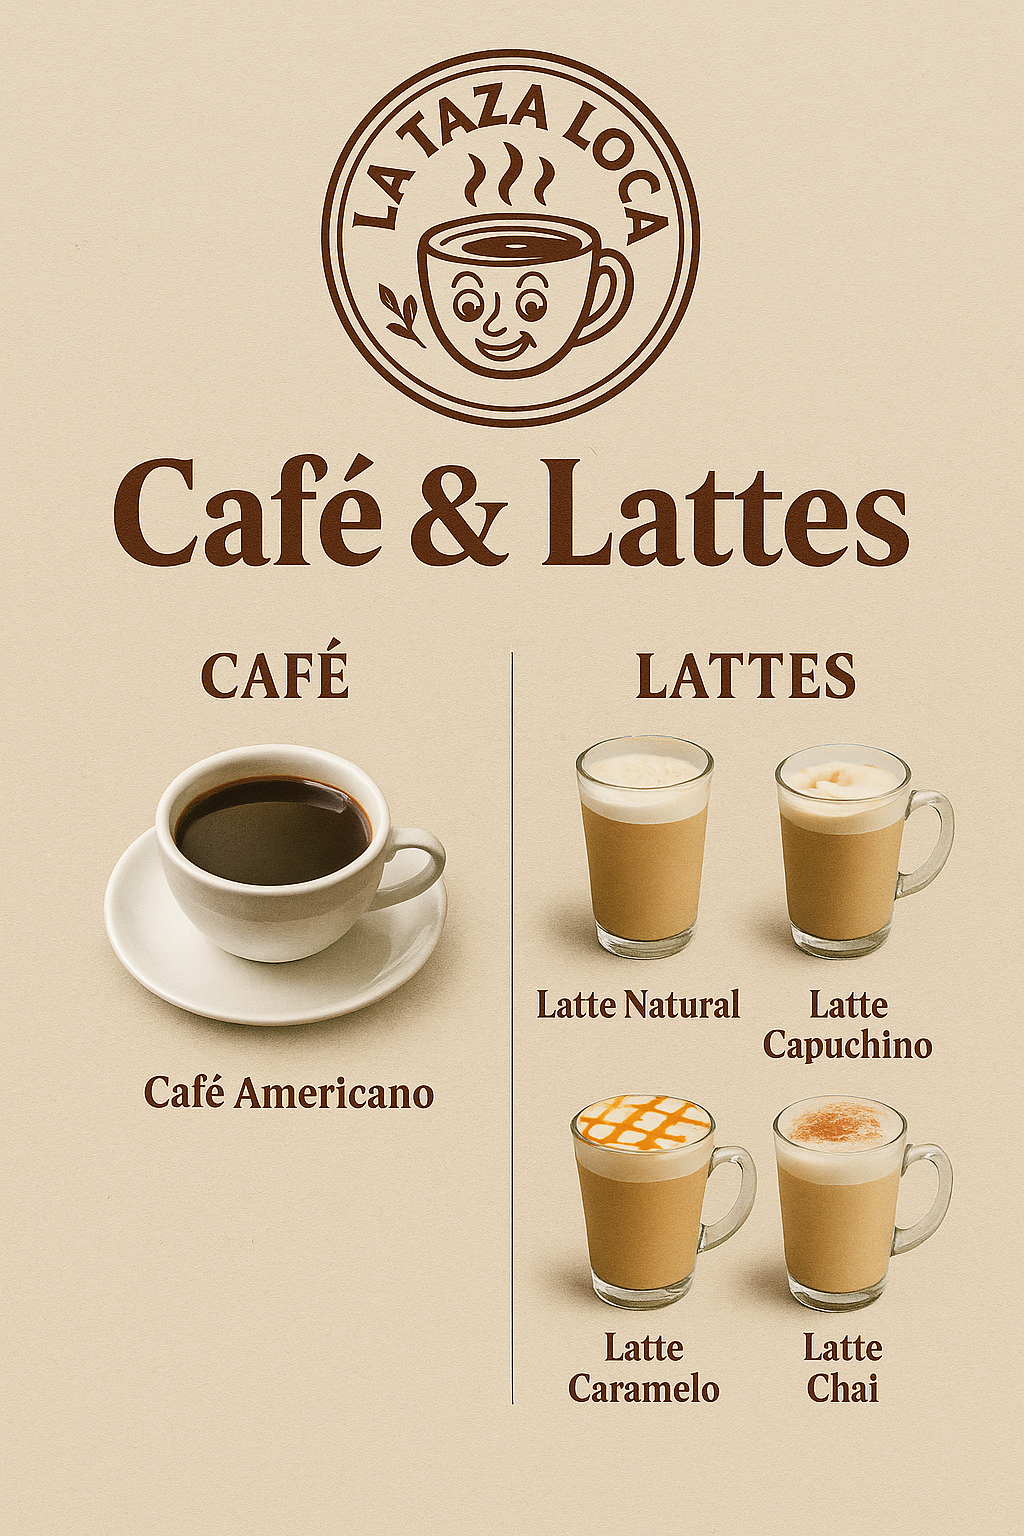 LA TAZA LOCA
Café & Lattes
CAFÉ
Café Americano
LATTES
Latte Natural
Latte
Capuchino
Latte
Caramelo
Latte
Chai